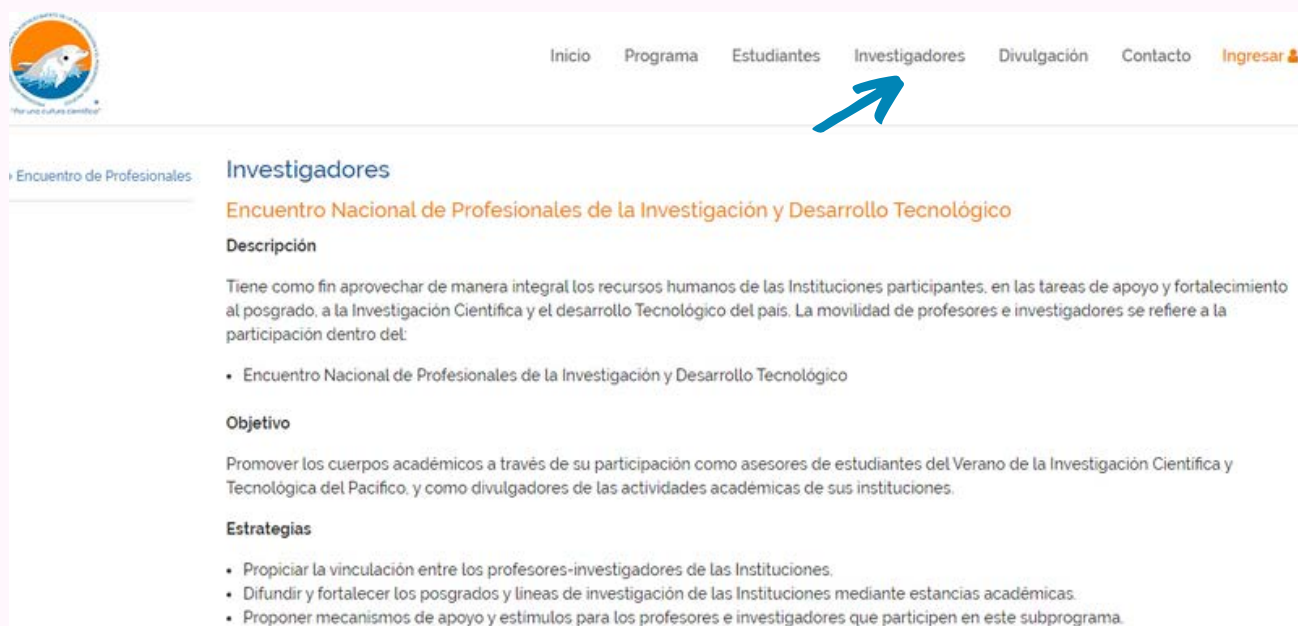 "Por una cultura científica"
Inicio Programa Estudiantes Investigadores Divulgación Contacto Ingresar
Encuentro de Profesionales
Investigadores
Encuentro Nacional de Profesionales de la Investigación y Desarrollo Tecnológico
Descripción
Tiene como fin aprovechar de manera integral los recursos humanos de las Instituciones participantes, en las tareas de apoyo y fortalecimiento
al posgrado, a la Investigación Científica y el desarrollo Tecnológico del país. La movilidad de profesores e investigadores se refiere a la
participación dentro del:
• Encuentro Nacional de Profesionales de la Investigación y Desarrollo Tecnológico
Objetivo
Promover los cuerpos académicos a través de su participación como asesores de estudiantes del Verano de la Investigación Científica y
Tecnológica del Pacífico, y como divulgadores de las actividades académicas de sus instituciones.
Estrategias
• Propiciar la vinculación entre los profesores-investigadores de las Instituciones.
• Difundir y fortalecer los posgrados y líneas de investigación de las Instituciones mediante estancias académicas.
• Proponer mecanismos de apoyo y estímulos para los profesores e investigadores que participen en este subprograma.